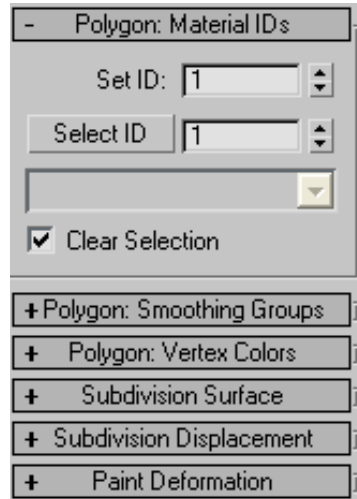 - Polygon: Material IDs
Set ID: 1
Select ID 1
Clear Selection
+ Polygon: Smoothing Groups
+ Polygon: Vertex Colors
+ Subdivision Surface
+ Subdivision Displacement
+ Paint Deformation